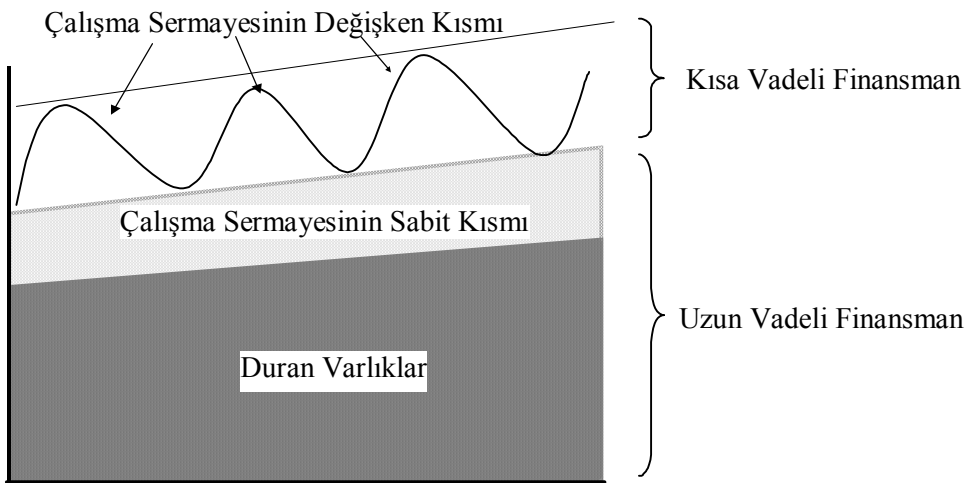 Çalışma Sermayesinin Değişken Kısmı
Kısa Vadeli Finansman
Çalışma Sermayesinin Sabit Kısmı
Uzun Vadeli Finansman
Duran Varlıklar